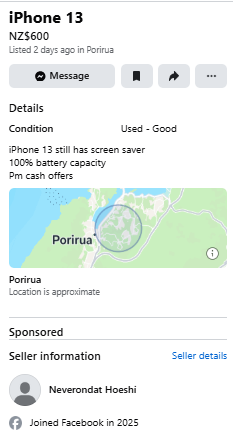 iPhone 13
NZ$600
Listed 2 days ago in Porirua
Message
Details
Condition Used - Good
iPhone 13 still has screen saver
100% battery capacity
Pm cash offers
Porirua
Porirua
Location is approximate
Sponsored
Seller information Seller details
Neverondat Hoeshi
Joined Facebook in 2025